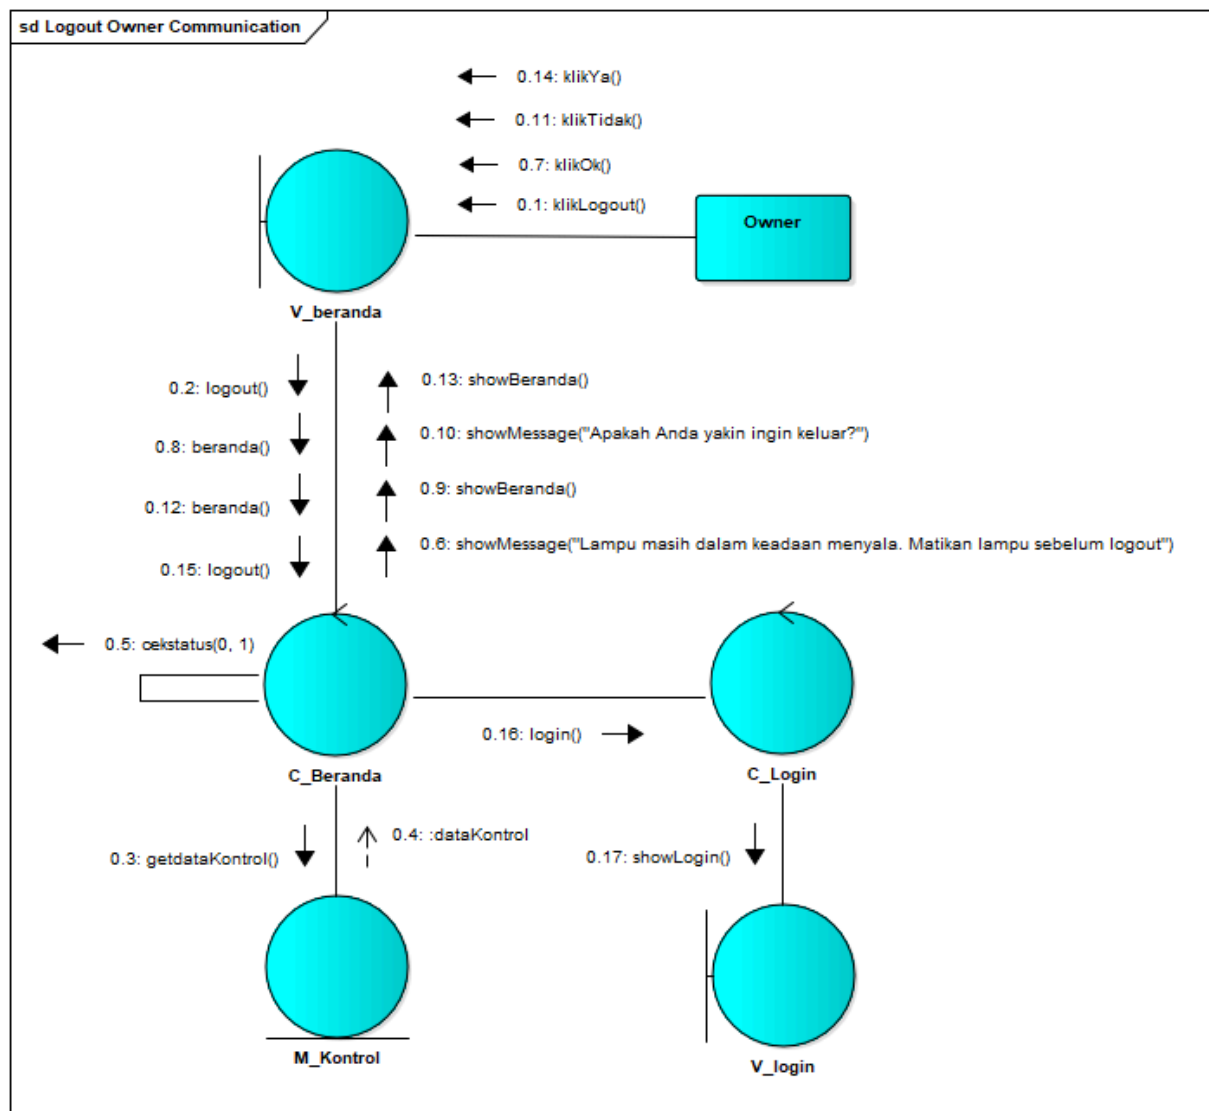 sd Logout Owner Communication
0.14: klikYa()
0.11: klikTidak()
0.7: klikOk()
0.1: klikLogout()
Owner
V_beranda
0.2: logout()
0.13: showBeranda()
0.8: beranda()
0.10: showMessage("Apakah Anda yakin ingin keluar?")
0.12: beranda()
0.9: showBeranda()
0.15: logout()
0.6: showMessage("Lampu masih dalam keadaan menyala. Matikan lampu sebelum logout")
0.5: cekstatus(0, 1)
0.16: login()
C_Beranda
C_Login
0.3: getdataKontrol()
0.4: :dataKontrol
0.17: showLogin()
M_Kontrol
V_login